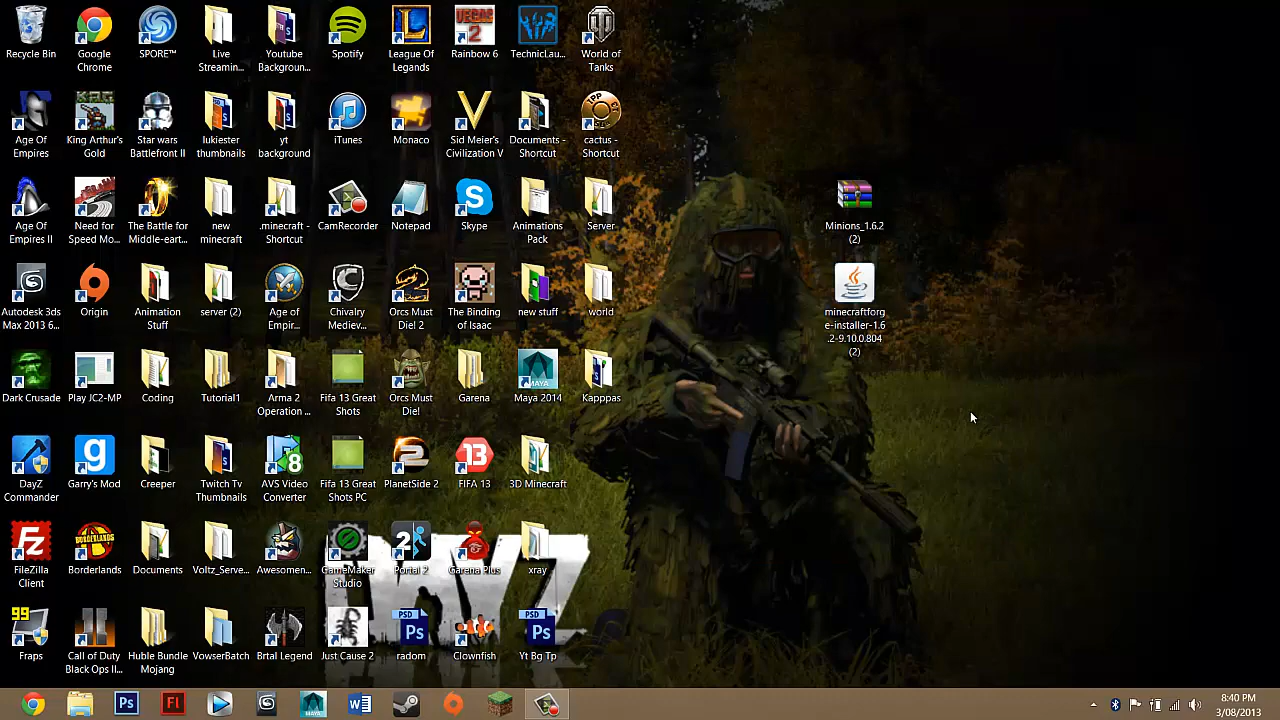 Recycle Bin
Google
Chrome
SPORE™
Live
Streamin...
Youtube
Backgroun...
Spotify
League Of
Legands
Rainbow 6
TechnicLau...
World of
Tanks
Age Of
Empires
King Arthur's
Gold
Star wars
Battlefront II
lukiester
thumbnails
yt
background
iTunes
Monaco
Sid Meier's
Civilization V
Documents -
Shortcut
cactus -
Shortcut
Age Of
Empires II
Need for
Speed Mo...
The Battle for
Middle-eart...
new
minecraft
.minecraft -
Shortcut
CamRecorder
Notepad
Skype
Animations
Pack
Server
Minions_1.6.2
(2)
Autodesk 3ds
Max 2013 6...
Origin
Animation
Stuff
server (2)
Age of
Empir...
Chivalry
Mediev...
Orcs Must
Die! 2
The Binding
of Isaac
new stuff
world
minecraftforg
e-installer-1.6
.2-9.10.0.804
(2)
Dark Crusade
Play JC2-MP
Coding
Tutorial1
Arma 2
Operation ...
Fifa 13 Great
Shots
Orcs Must
Die!
Garena
Maya 2014
Kapppas
DayZ
Commander
Garry's Mod
Creeper
Twitch Tv
Thumbnails
AVS Video
Converter
Fifa 13 Great
Shots PC
PlanetSide 2
FIFA 13
3D Minecraft
FileZilla
Client
Borderlands
Documents
Voltz_Serve...
Awesomen...
GameMaker
Studio
Portal 2
Garena Plus
xray
Fraps
Call of Duty
Black Ops II...
Huble Bundle
Mojang
VowserBatch
Brtal Legend
Just Cause 2
radom
Clownfish
Yt Bg Tp
8:40 PM
3/08/2013